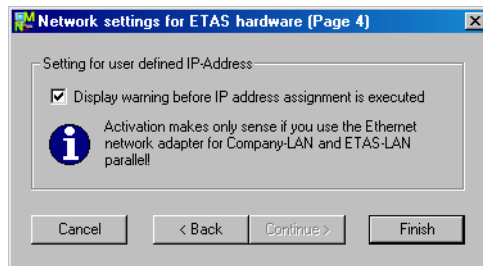 Network settings for ETAS hardware (Page 4)
Setting for user defined IP-Address
Display warning before IP address assignment is executed
Activation makes only sense if you use the Ethernet
network adapter for Company-LAN and ETAS-LAN
parallel!
Cancel
< Back
Continue >
Finish